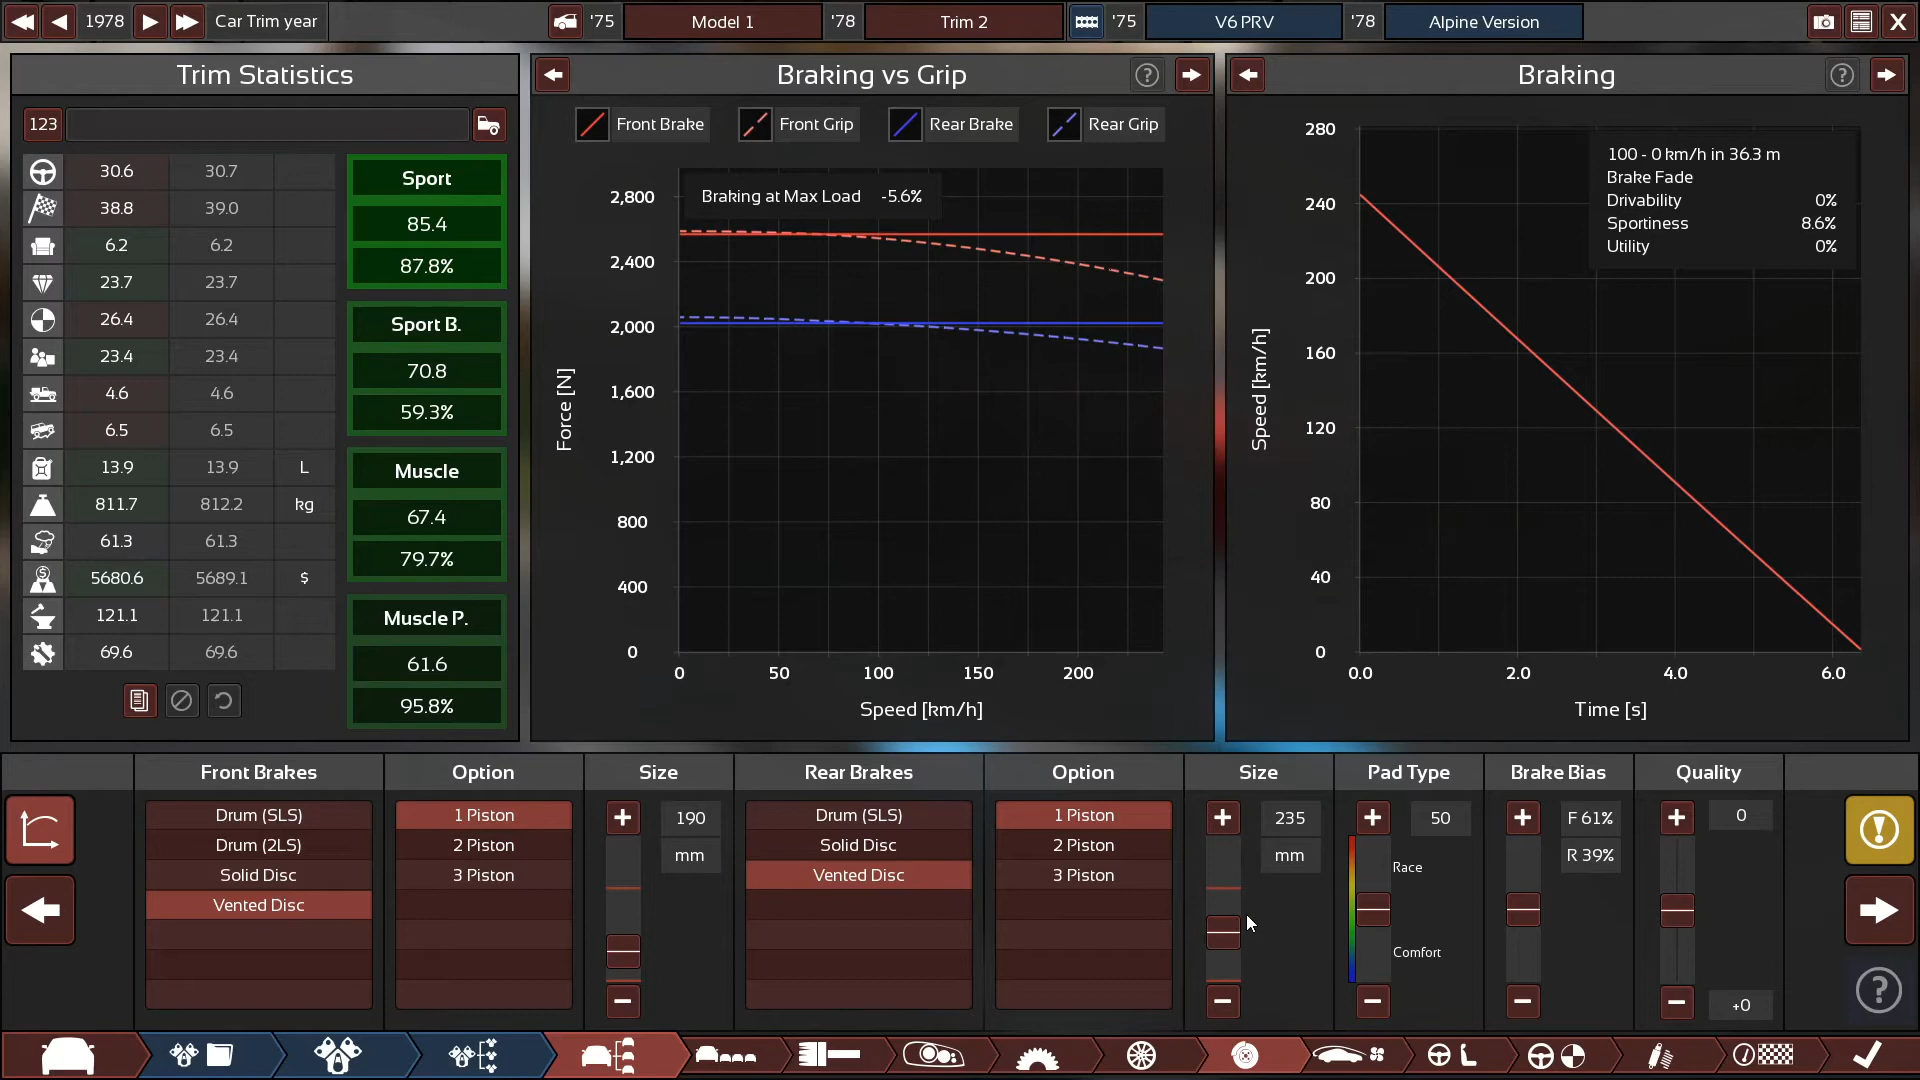 1978 Car Trim year '75 Model 1 '78 Trim 2 '75 V6 PRV '78 Alpine Version X
Trim Statistics
123
30.6 30.7
38.8 39.0
6.2 6.2
23.7 23.7
26.4 26.4
23.4 23.4
4.6 4.6
6.5 6.5
13.9 13.9 L
811.7 812.2 kg
61.3 61.3
5680.6 5689.1 $
121.1 121.1
69.6 69.6
Sport
85.4
87.8%
Sport B.
70.8
59.3%
Muscle
67.4
79.7%
Muscle P.
61.6
95.8%
Braking vs Grip ?
Front Brake Front Grip Rear Brake Rear Grip
Braking at Max Load -5.6%
2,800
2,400
2,000
1,600
1,200
800
400
0
Force [N]
0 50 100 150 200
Speed [km/h]
Braking ?
100 - 0 km/h in 36.3 m
Brake Fade
Drivability 0%
Sportiness 8.6%
Utility 0%
280
240
200
160
120
80
40
0
Speed [km/h]
0.0 2.0 4.0 6.0
Time [s]
Front Brakes
Drum (SLS)
Drum (2LS)
Solid Disc
Vented Disc
Option
1 Piston
2 Piston
3 Piston
Size
190
mm
Rear Brakes
Drum (SLS)
Solid Disc
Vented Disc
Option
1 Piston
2 Piston
3 Piston
Size
235
mm
Pad Type
50
Race
Comfort
Brake Bias
F 61%
R 39%
Quality
0
+0
?